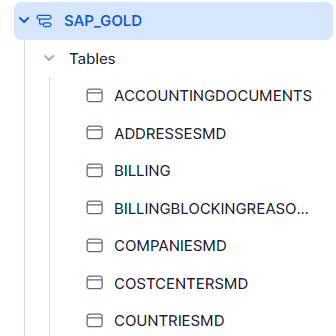 SAP_GOLD
Tables
ACCOUNTINGDOCUMENTS
ADDRESSESMD
BILLING
BILLINGBLOCKINGREASO...
COMPANIESMD
COSTCENTERSMD
COUNTRIESMD